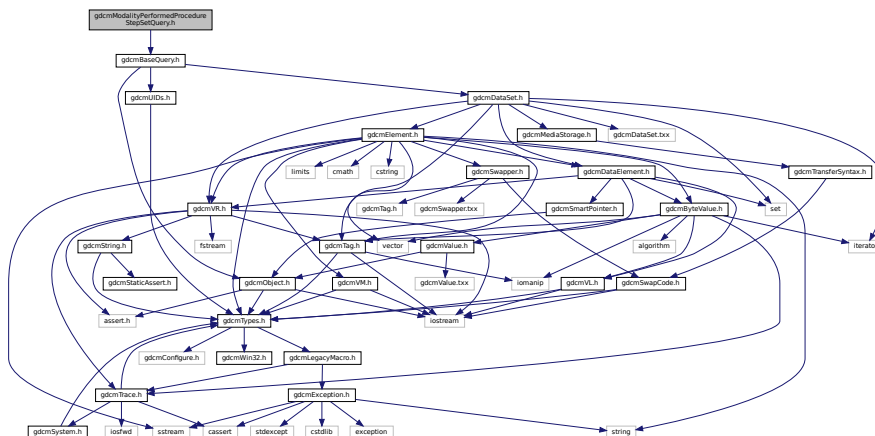 gdcmModalityPerformedProcedure
StepSetQuery.h
gdcmBaseQuery.h
gdcmUIDs.h
gdcmDataSet.h
gdcmElement.h
gdcmMediaStorage.h
gdcmDataSet.txx
limits
cmath
cstring
gdcmSwapper.h
gdcmDataElement.h
gdcmTransferSyntax.h
gdcmTag.h
gdcmSwapper.txx
gdcmVR.h
gdcmSmartPointer.h
gdcmByteValue.h
set
gdcmString.h
fstream
gdcmTag.h
vector
gdcmValue.h
algorithm
gdcmStaticAssert.h
gdcmObject.h
gdcmVM.h
gdcmValue.txx
iomanip
gdcmVL.h
gdcmSwapCode.h
assert.h
gdcmTypes.h
iostream
gdcmConfigure.h
gdcmWin32.h
gdcmLegacyMacro.h
gdcmTrace.h
gdcmException.h
gdcmSystem.h
iosfwd
sstream
cassert
stdexcept
cstdlib
exception
string